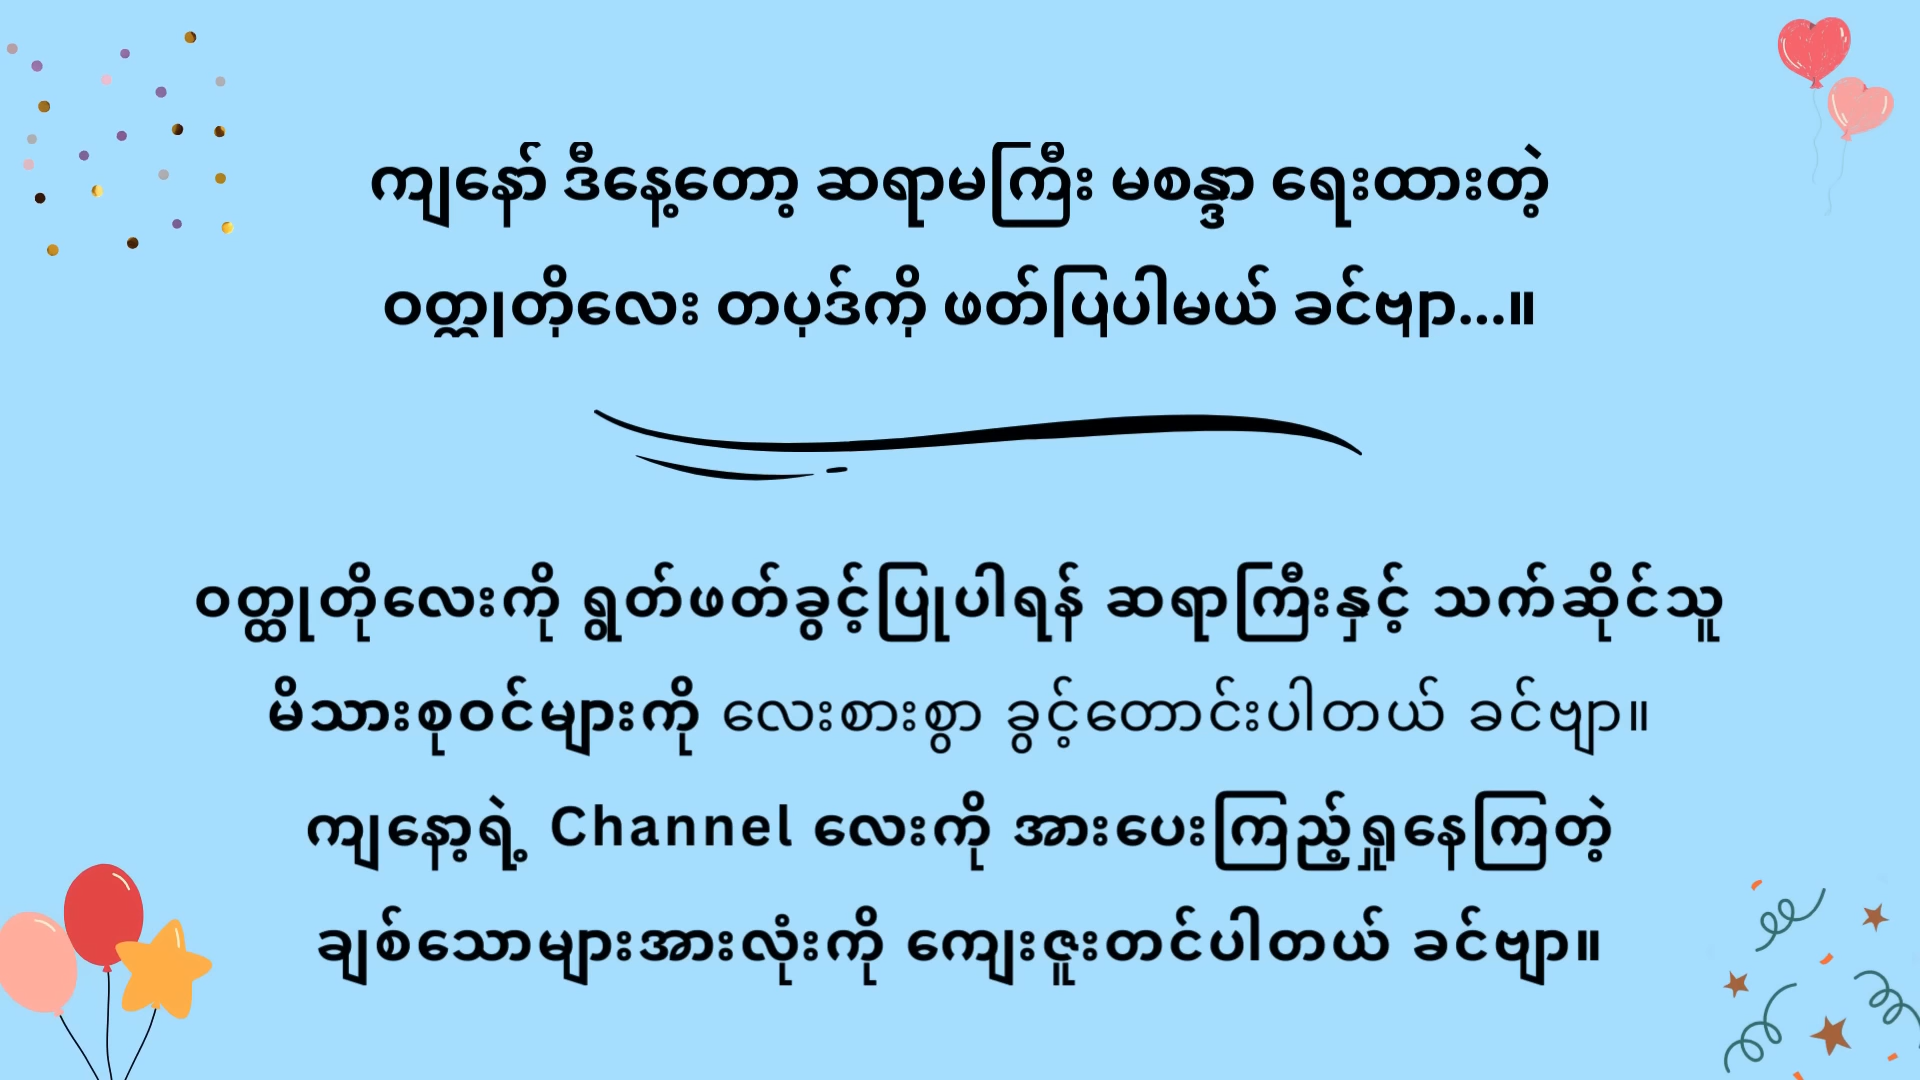 ကျနော် ဒီနေ့တော့ ဆရာမကြီး မစန္ဒာ ရေးထားတဲ့
ဝတ္ထုတိုလေး တပုဒ်ကို ဖတ်ပြပါမယ် ခင်ဗျာ...။
ဝတ္ထုတိုလေးကို ရွတ်ဖတ်ခွင့်ပြုပါရန် ဆရာကြီးနှင့် သက်ဆိုင်သူ
မိသားစုဝင်များကို လေးစားစွာ ခွင့်တောင်းပါတယ် ခင်ဗျာ။
ကျနော့ရဲ့ Channel လေးကို အားပေးကြည့်ရှုနေကြတဲ့
ချစ်သောများအားလုံးကို ကျေးဇူးတင်ပါတယ် ခင်ဗျာ။